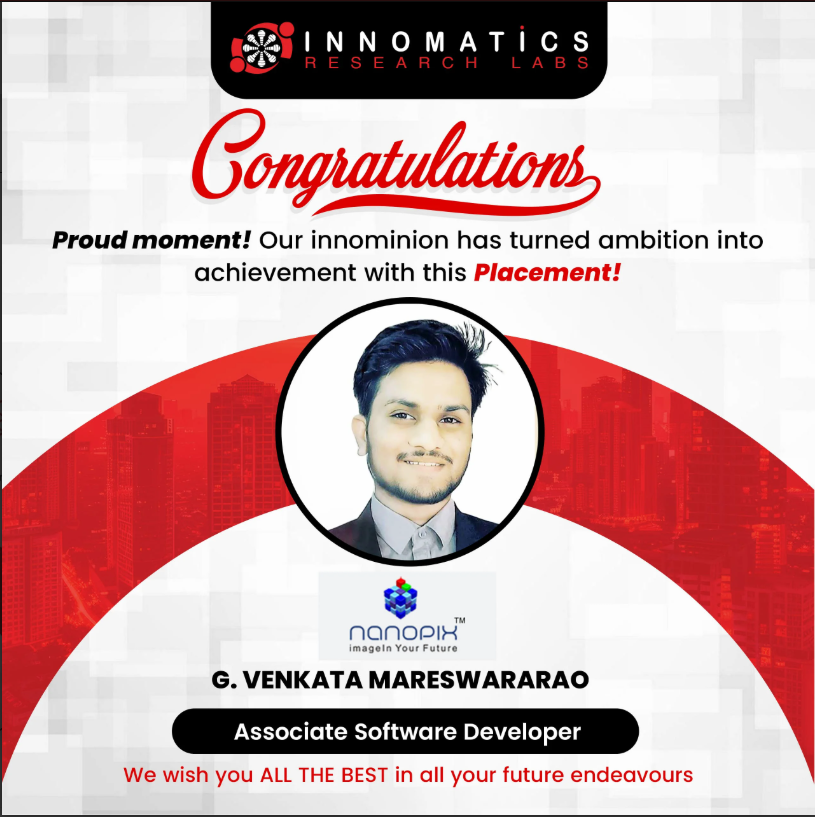 INNOMATICS
RESEARCH LABS
Congratulations
Proud moment! Our innominion has turned ambition into
achievement with this Placement!
nanopix™
imageIn Your Future
G. VENKATA MARESWARARAO
Associate Software Developer
We wish you ALL THE BEST in all your future endeavours